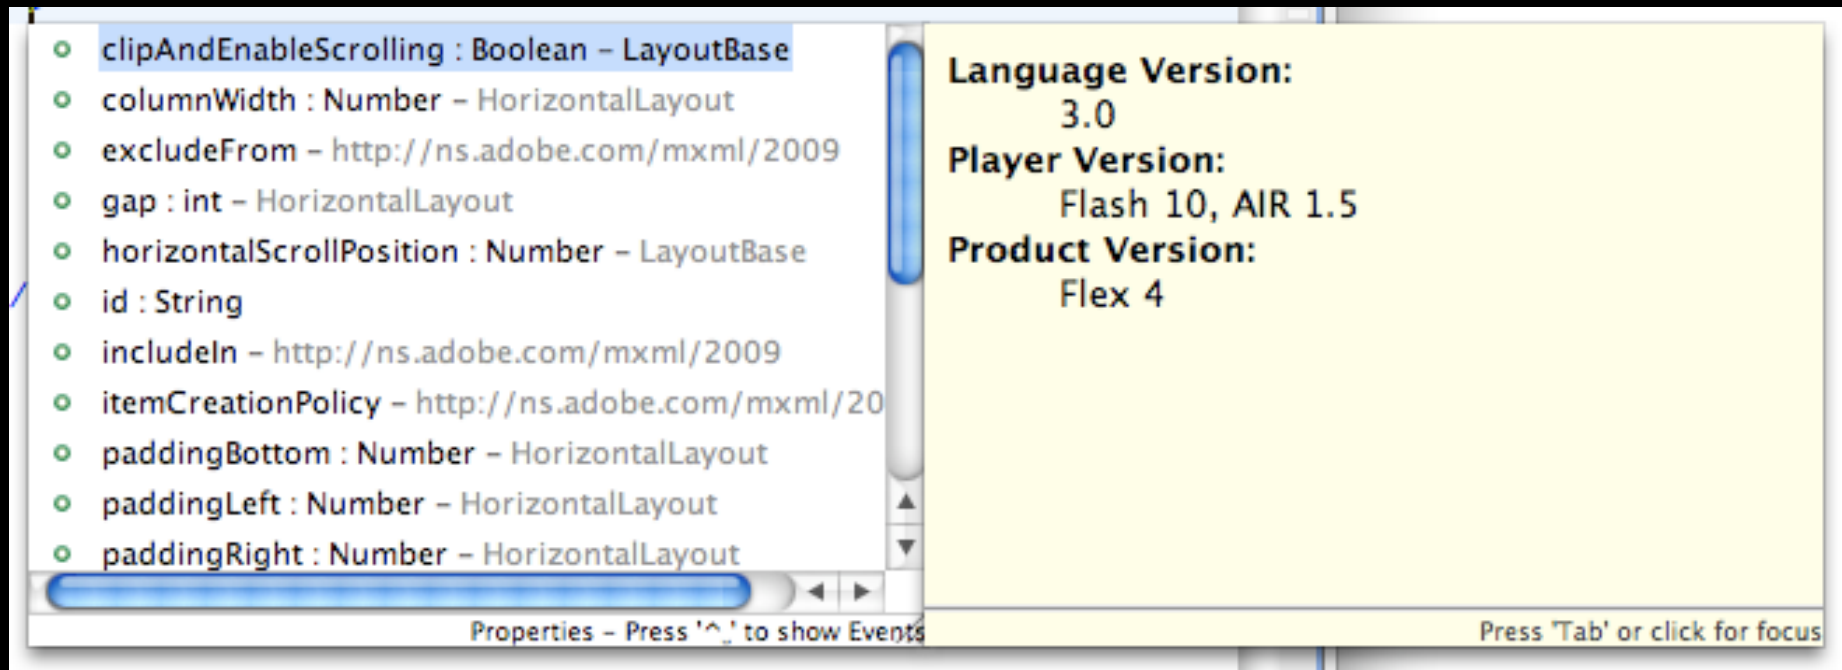 clipAndEnableScrolling : Boolean – LayoutBase
columnWidth : Number – HorizontalLayout
excludeFrom – http://ns.adobe.com/mxml/2009
gap : int – HorizontalLayout
horizontalScrollPosition : Number – LayoutBase
id : String
includeIn – http://ns.adobe.com/mxml/2009
itemCreationPolicy – http://ns.adobe.com/mxml/20
paddingBottom : Number – HorizontalLayout
paddingLeft : Number – HorizontalLayout
paddingRight : Number – HorizontalLayout
Properties – Press '^_' to show Events
Language Version:
3.0
Player Version:
Flash 10, AIR 1.5
Product Version:
Flex 4
Press 'Tab' or click for focus